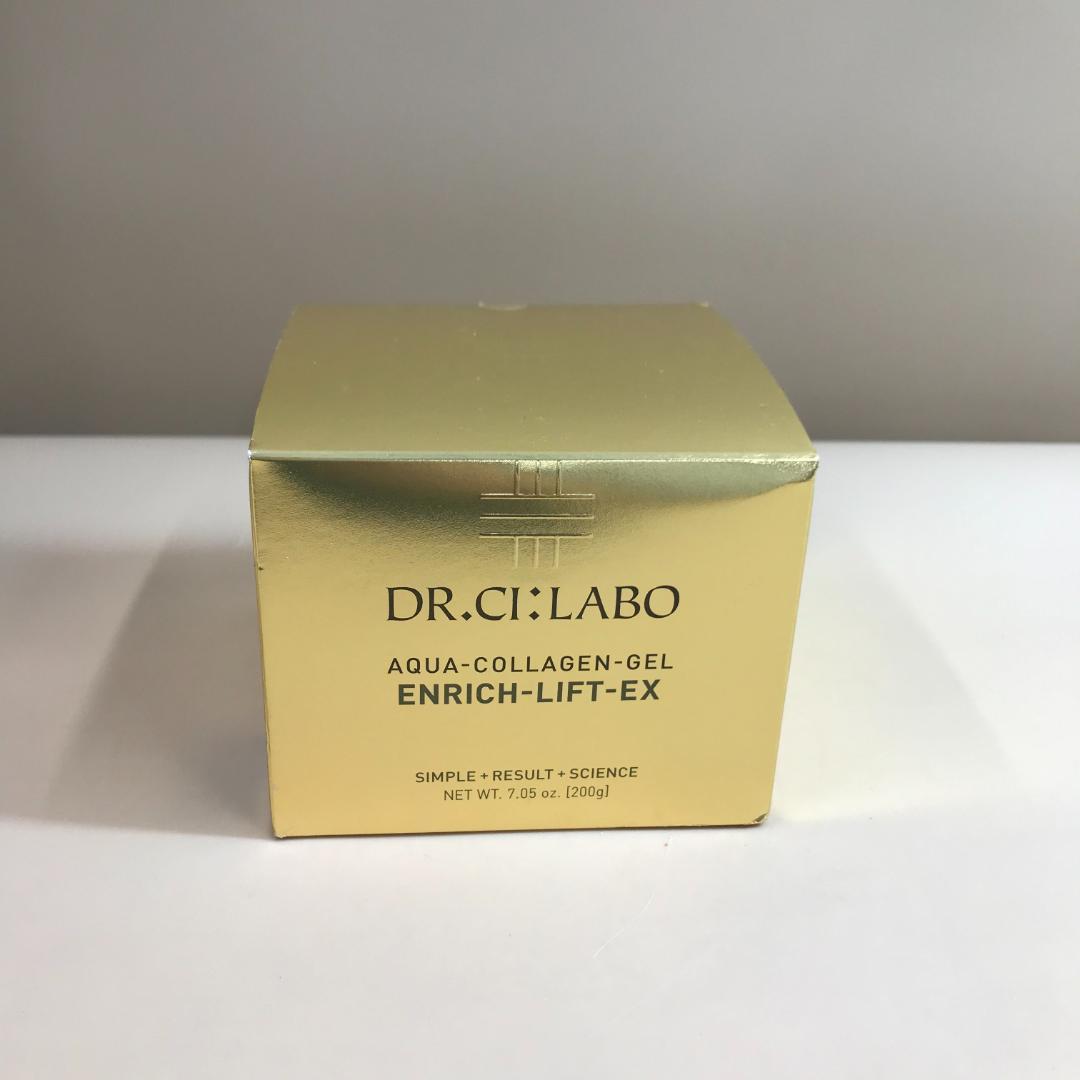 DR.CI:LABO
AQUA-COLLAGEN-GEL
ENRICH-LIFT-EX
SIMPLE + RESULT + SCIENCE
NET WT. 7.05 oz. [200g]